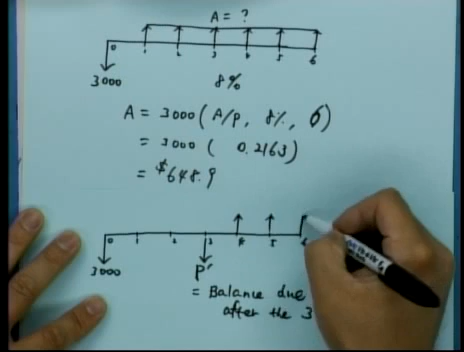 A = ?
0 1 2 3 4 5 6
3000
8%
A = 3000 (A/P, 8%, 6)
= 3000 ( 0.2163)
= $648.9
0 1 2 3 4 5 6
3000
P'
= Balance due
after the 3